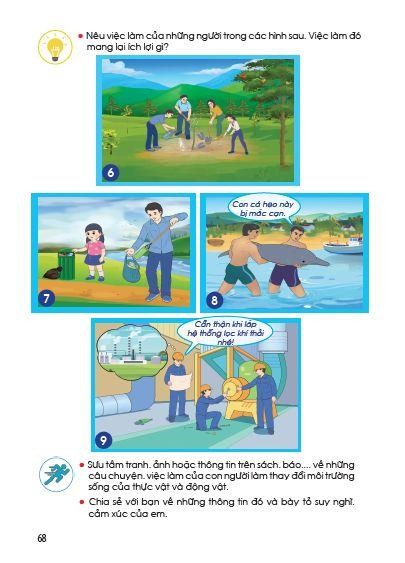 Nêu việc làm của những người trong các hình sau. Việc làm đó
mang lại ích lợi gì?
6
7
Con cá heo này
bị mắc cạn.
8
Cẩn thận khi lắp
hệ thống lọc khí thải
nhé!
9
Sưu tầm tranh, ảnh hoặc thông tin trên sách, báo,... về những
câu chuyện, việc làm của con người làm thay đổi môi trường
sống của thực vật và động vật.
Chia sẻ với bạn về những thông tin đó và bày tỏ suy nghĩ,
cảm xúc của em.
68